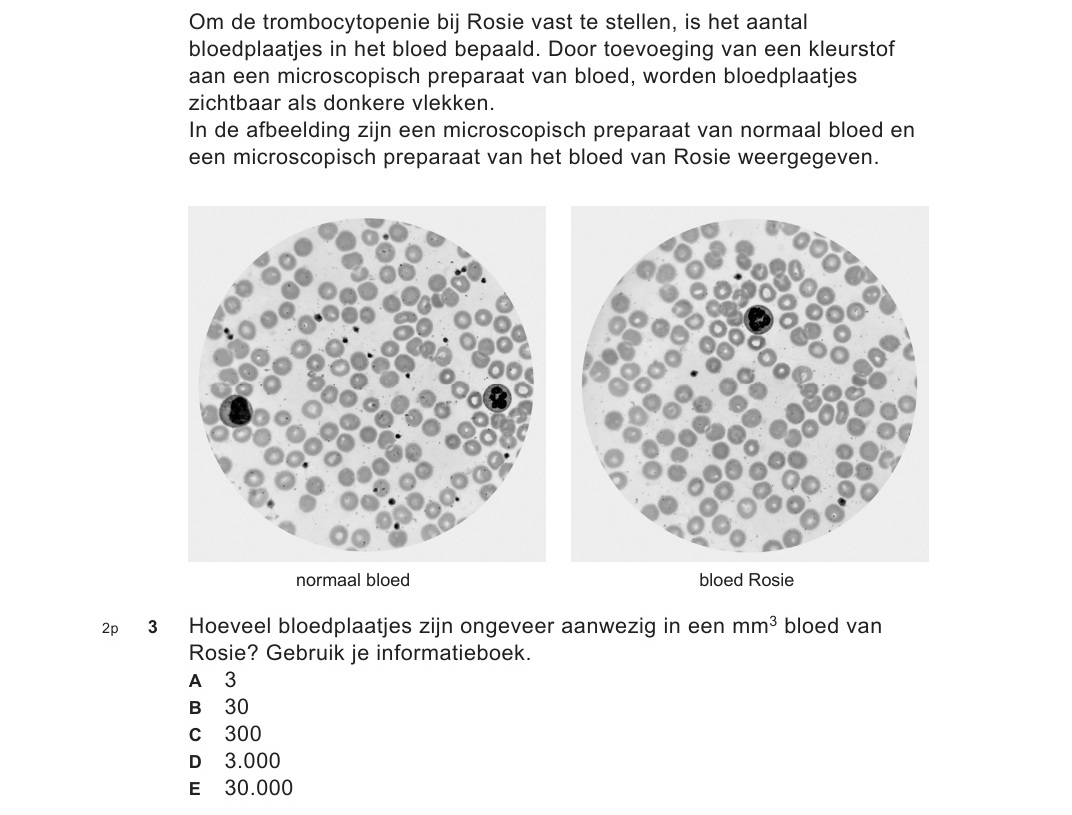 Om de trombocytopenie bij Rosie vast te stellen, is het aantal
bloedplaatjes in het bloed bepaald. Door toevoeging van een kleurstof
aan een microscopisch preparaat van bloed, worden bloedplaatjes
zichtbaar als donkere vlekken.
In de afbeelding zijn een microscopisch preparaat van normaal bloed en
een microscopisch preparaat van het bloed van Rosie weergegeven.
normaal bloed
bloed Rosie
2p 3 Hoeveel bloedplaatjes zijn ongeveer aanwezig in een mm³ bloed van
Rosie? Gebruik je informatieboek.
A 3
B 30
C 300
D 3.000
E 30.000